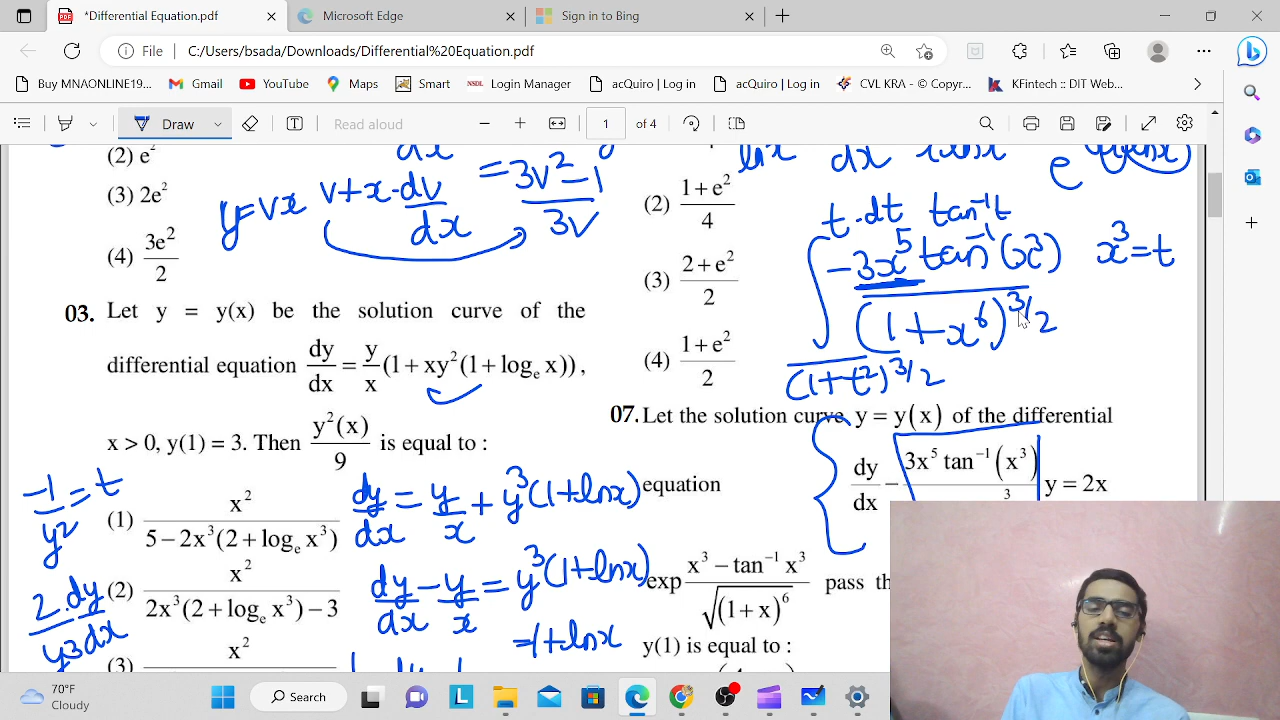 *Differential Equation.pdf
Microsoft Edge
Sign in to Bing
File
C:/Users/bsada/Downloads/Differential%20Equation.pdf
Buy MNAONLINE19...
Gmail
YouTube
Maps
Smart
NSDL
Login Manager
acQuiro | Log in
acQuiro | Log in
CVL KRA - © Copyr...
KFintech :: DIT Web...
Draw
Read aloud
1
of 4
(2) e²
(3) 2e²
(4) 3e²/2
y=vx
v+x·dv/dx = 3v²-1/3v
03. Let y = y(x) be the solution curve of the
differential equation dy/dx = y/x (1 + xy²(1 + logₑ x)),
x > 0, y(1) = 3. Then y²(x)/9 is equal to :
(1) x²/5 − 2x³(2 + logₑ x³)
(2) x²/2x³(2 + logₑ x³) − 3
(3) x²
-1/y² = t
2/y3 · dy/dx
dy/dx = y/x + y³(1+lnx)
dy/dx - y/x = y³(1+lnx)
=1+lnx
lnx
dx
(2) 1 + e²/4
(3) 2 + e²/2
(4) 1 + e²/2
t·dt tan⁻¹t
∫ -3x⁵ tan⁻¹(x³)/(1+x⁶)^3/2
x³=t
(1+t²)^3/2
07. Let the solution curve y = y(x) of the differential
equation
dy/dx − 3x⁵ tan⁻¹(x³)/ 3 y = 2x
exp x³ − tan⁻¹ x³/√(1 + x)⁶ pass th
y(1) is equal to :
70°F
Cloudy
Search